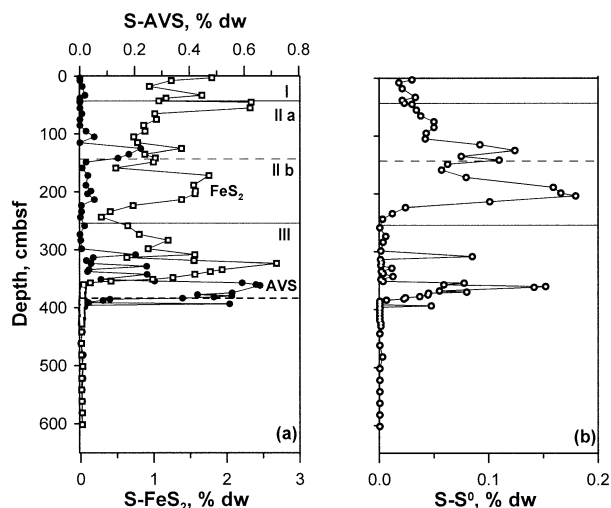 S-AVS, % dw
0.0 0.2 0.4 0.6 0.8
0
100
200
300
400
500
600
Depth, cmbsf
I
II a
II b
FeS₂
III
AVS
(a)
0 1 2 3
S-FeS₂, % dw
(b)
0.0 0.1 0.2
S-S⁰, % dw